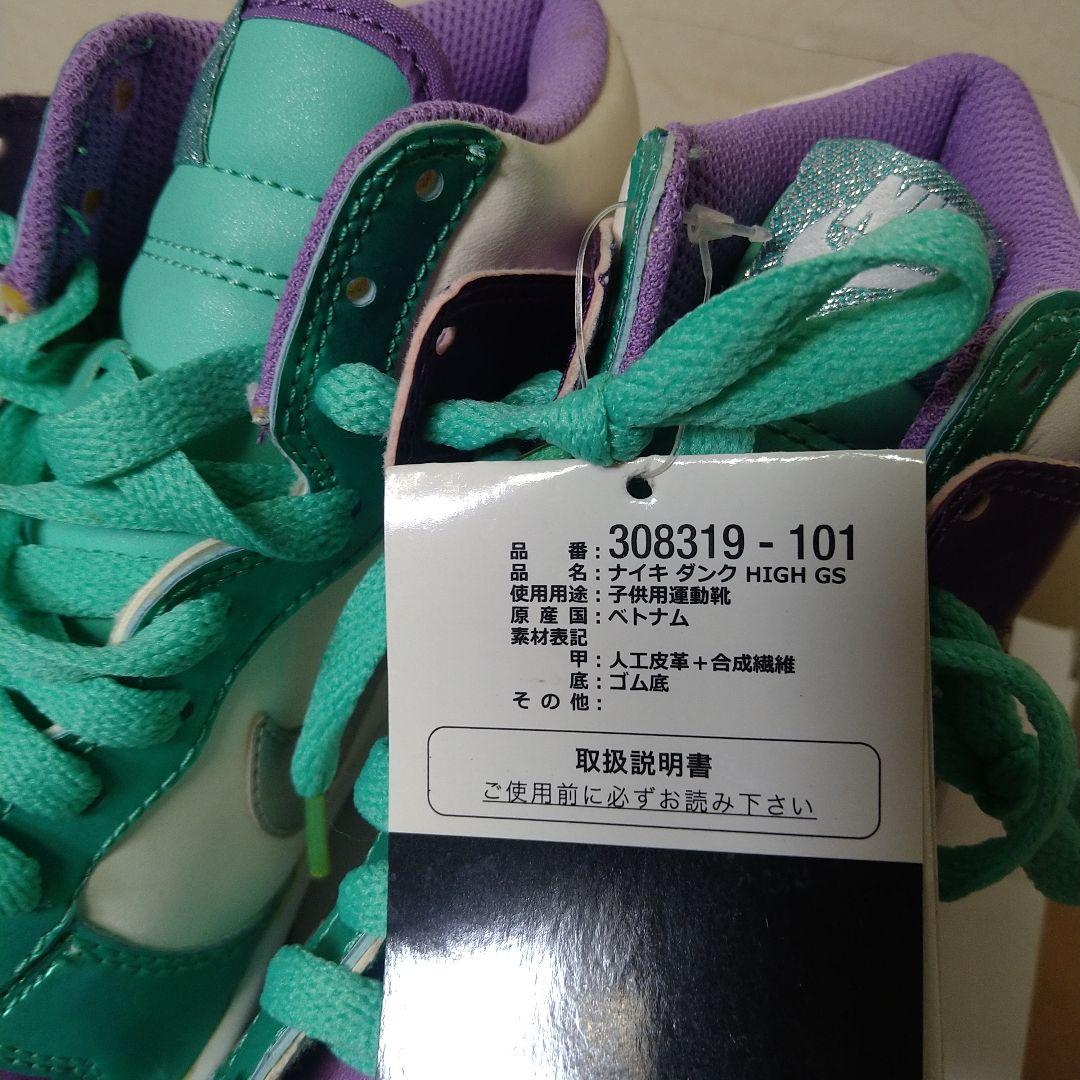 NIKE
品 番：308319 - 101
品 名：ナイキ ダンク HIGH GS
使用用途：子供用運動靴
原 産 国：ベトナム
素材表記
甲：人工皮革＋合成繊維
底：ゴム底
そ の 他：
取扱説明書
ご使用前に必ずお読み下さい